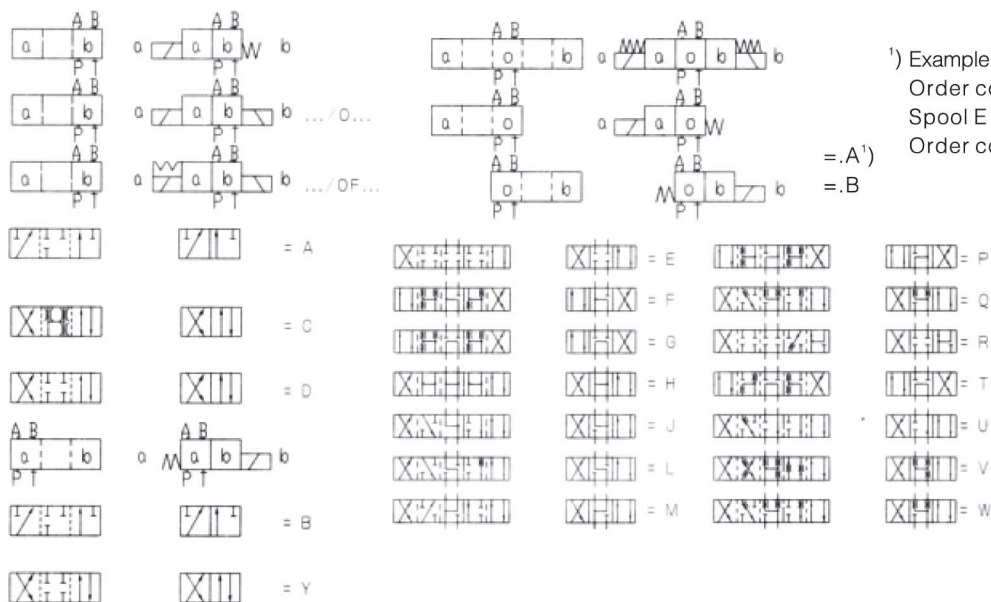 A B
a b
P ↑
A B
a a b b
P ↑
A B
a b
P ↑
A B
a a b b .../O...
P ↑
A B
a b
P ↑
A B
a a b b .../OF...
P ↑
= A
= C
= D
A B
a b
P ↑
A B
a a b b
P ↑
= B
= Y
A B
a o b
P ↑
A B
a a o b b
P ↑
A B
a o
P ↑
A B
a a o
P ↑
=.A¹)
A B
o b
P ↑
A B
o b b
P ↑
=.B
= E
= F
= G
= H
= J
= L
= M
= P
= Q
= R
= T
= U
= V
= W
¹) Example
Order co
Spool E
Order co